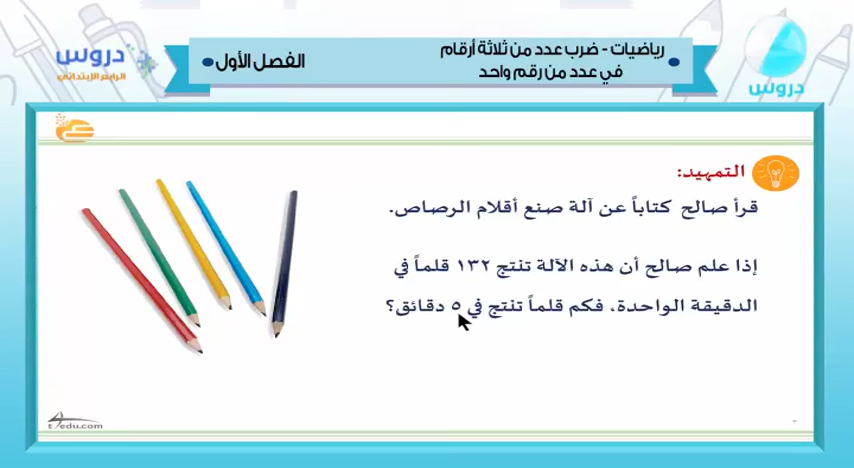 دروس
الرابع الإبتدائي
الفصل الأول
رياضيات - ضرب عدد من ثلاثة أرقام
في عدد من رقم واحد
دروس
التمهيد:
قرأ صالح كتاباً عن آلة صنع أقلام الرصاص.
إذا علم صالح أن هذه الآلة تنتج ١٣٢ قلماً في
الدقيقة الواحدة، فكم قلماً تنتج في ٥ دقائق؟
t4edu.com